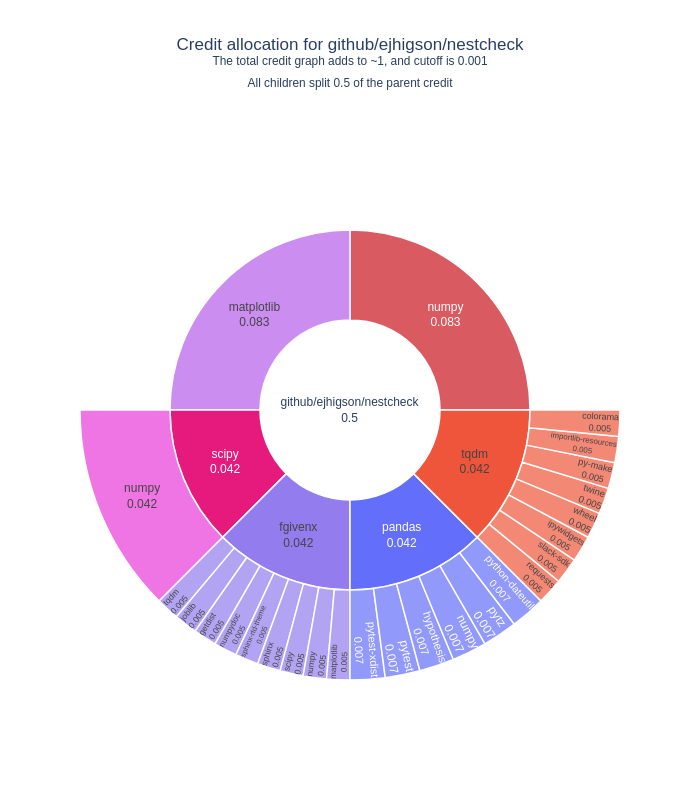 Credit allocation for github/ejhigson/nestcheck
The total credit graph adds to ~1, and cutoff is 0.001
All children split 0.5 of the parent credit
matplotlib
0.083
numpy
0.083
github/ejhigson/nestcheck
0.5
scipy
0.042
tqdm
0.042
fgivenx
0.042
pandas
0.042
numpy
0.042
colorama
0.005
importlib-resources
0.005
py-make
0.005
twine
0.005
wheel
0.005
ipywidgets
0.005
slack-sdk
0.005
requests
0.005
python-dateutil
0.007
pytz
0.007
numpy
0.007
hypothesis
0.007
pytest
0.007
pytest-xdist
0.007
matplotlib
0.005
numpy
0.005
scipy
0.005
sphinx
0.005
sphinx-rtd-theme
0.005
numpydoc
0.005
getdist
0.005
joblib
0.005
tqdm
0.005